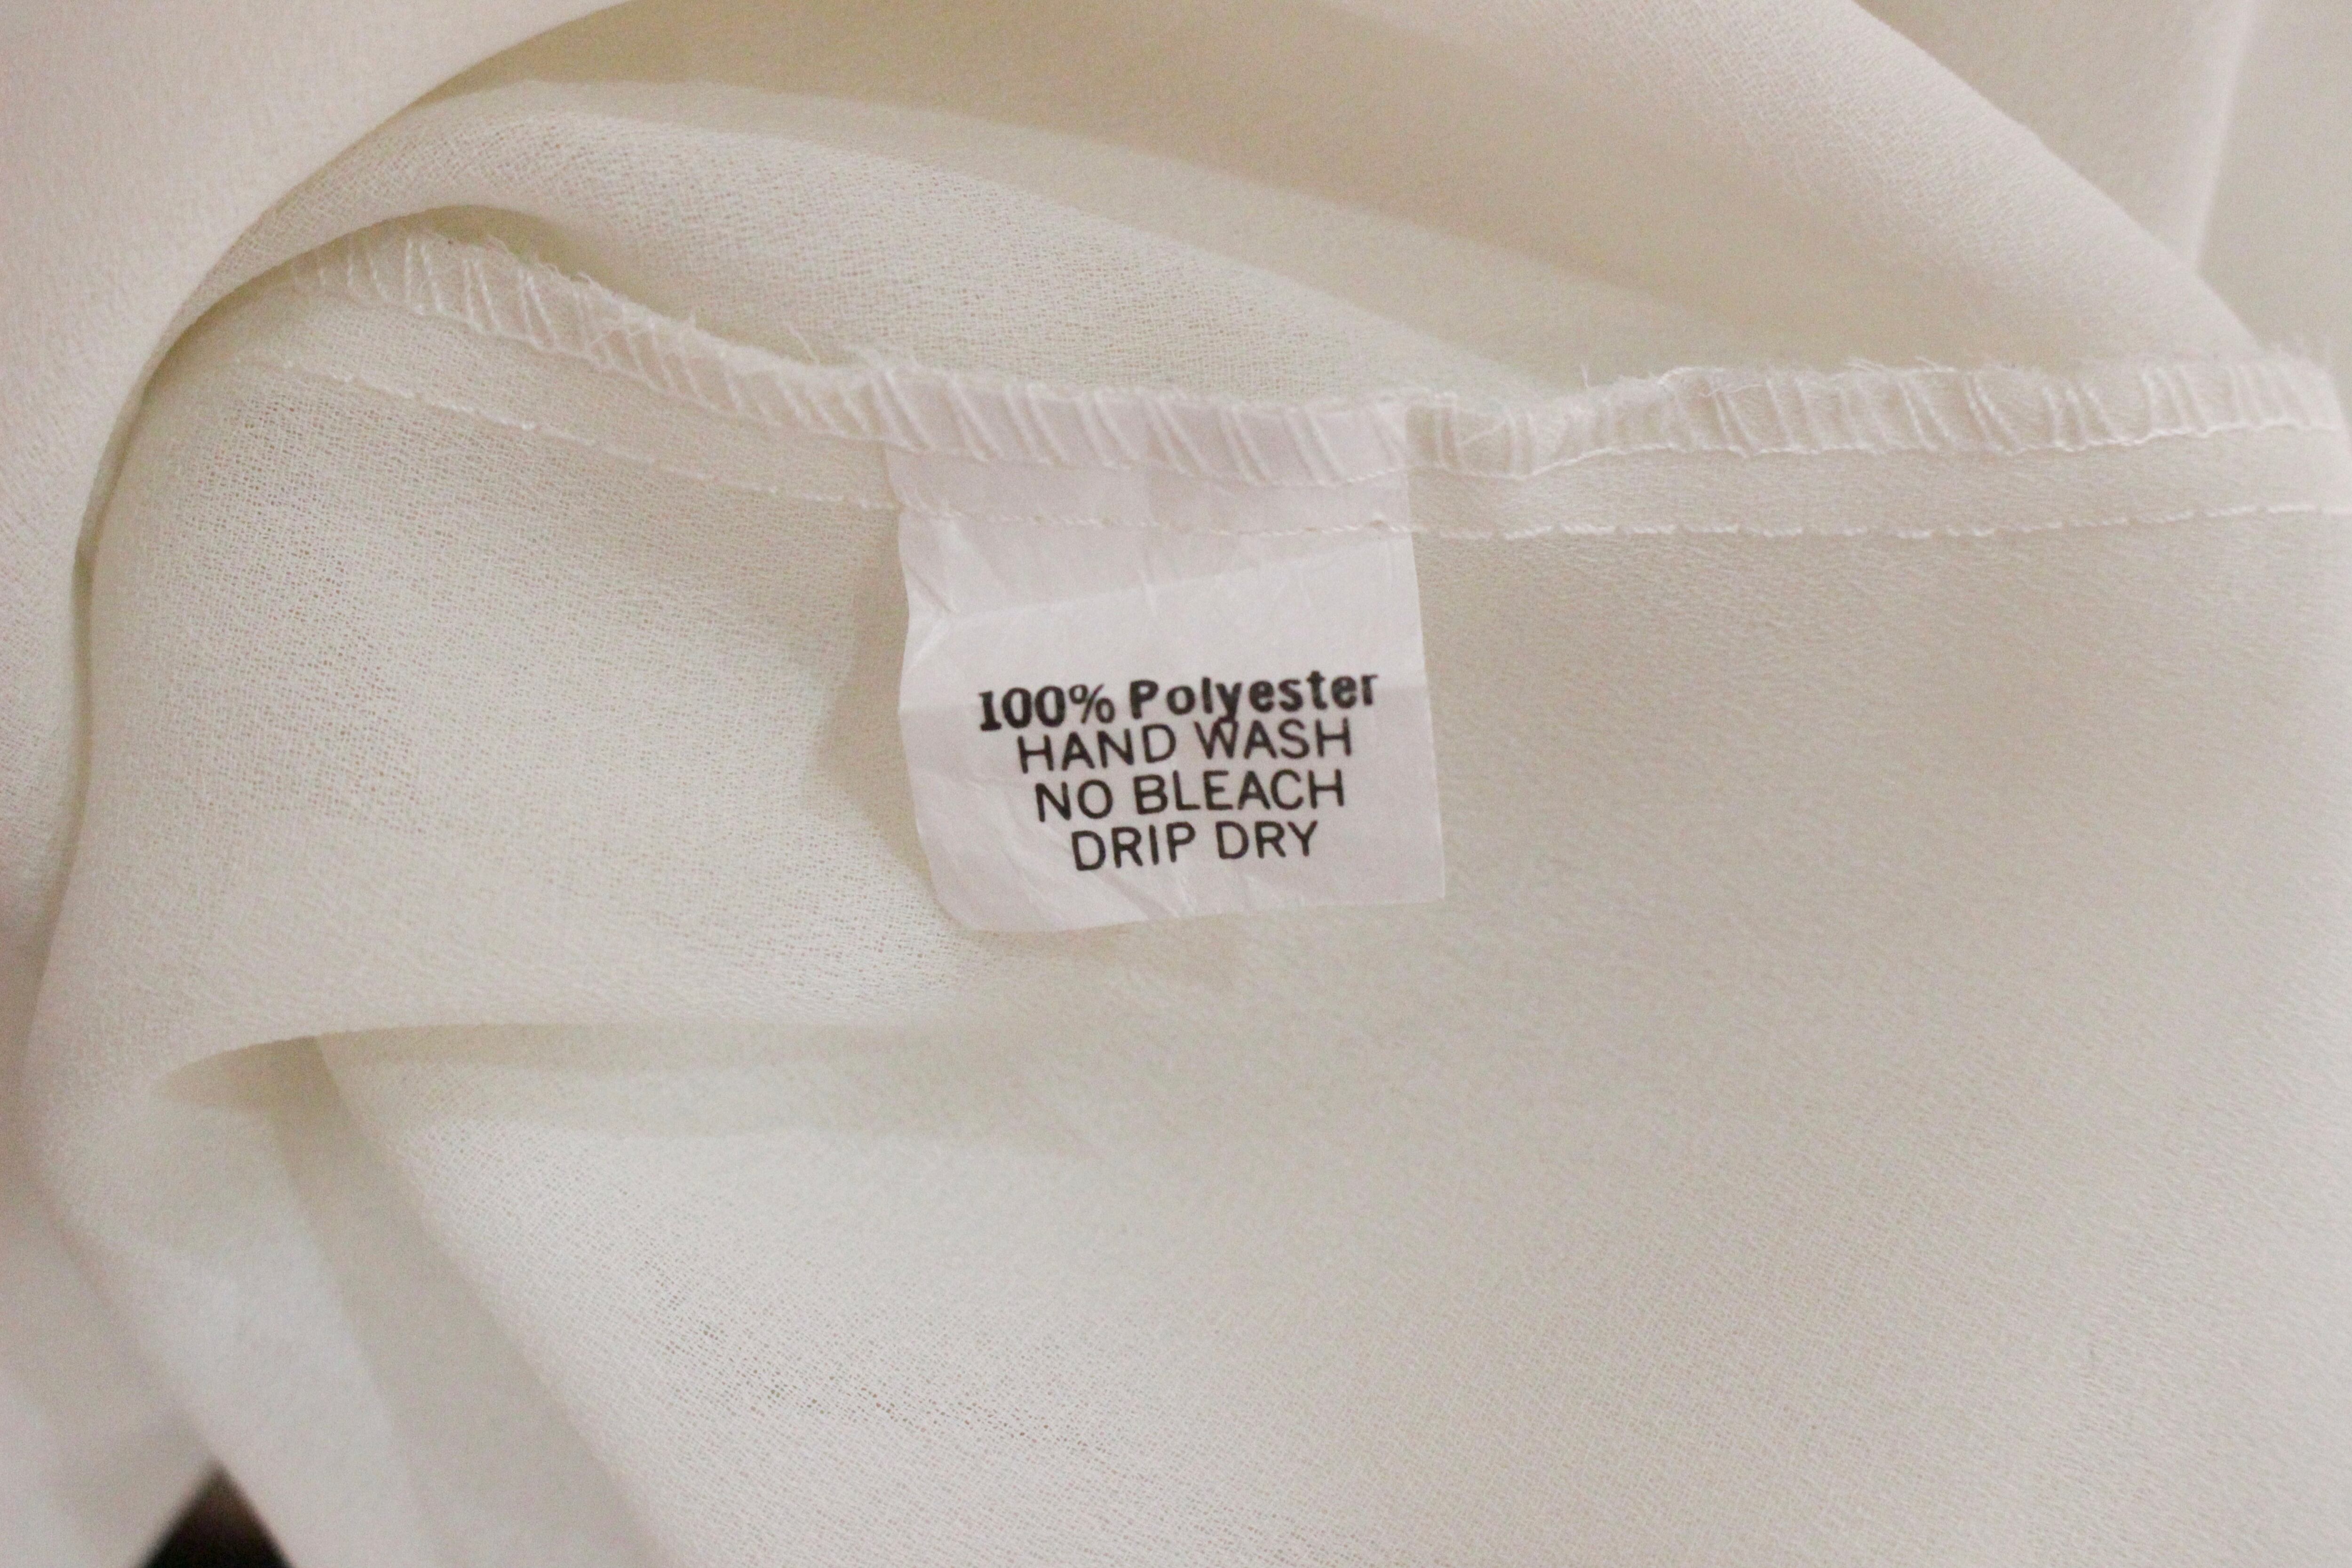 100% Polyester
HAND WASH
NO BLEACH
DRIP DRY